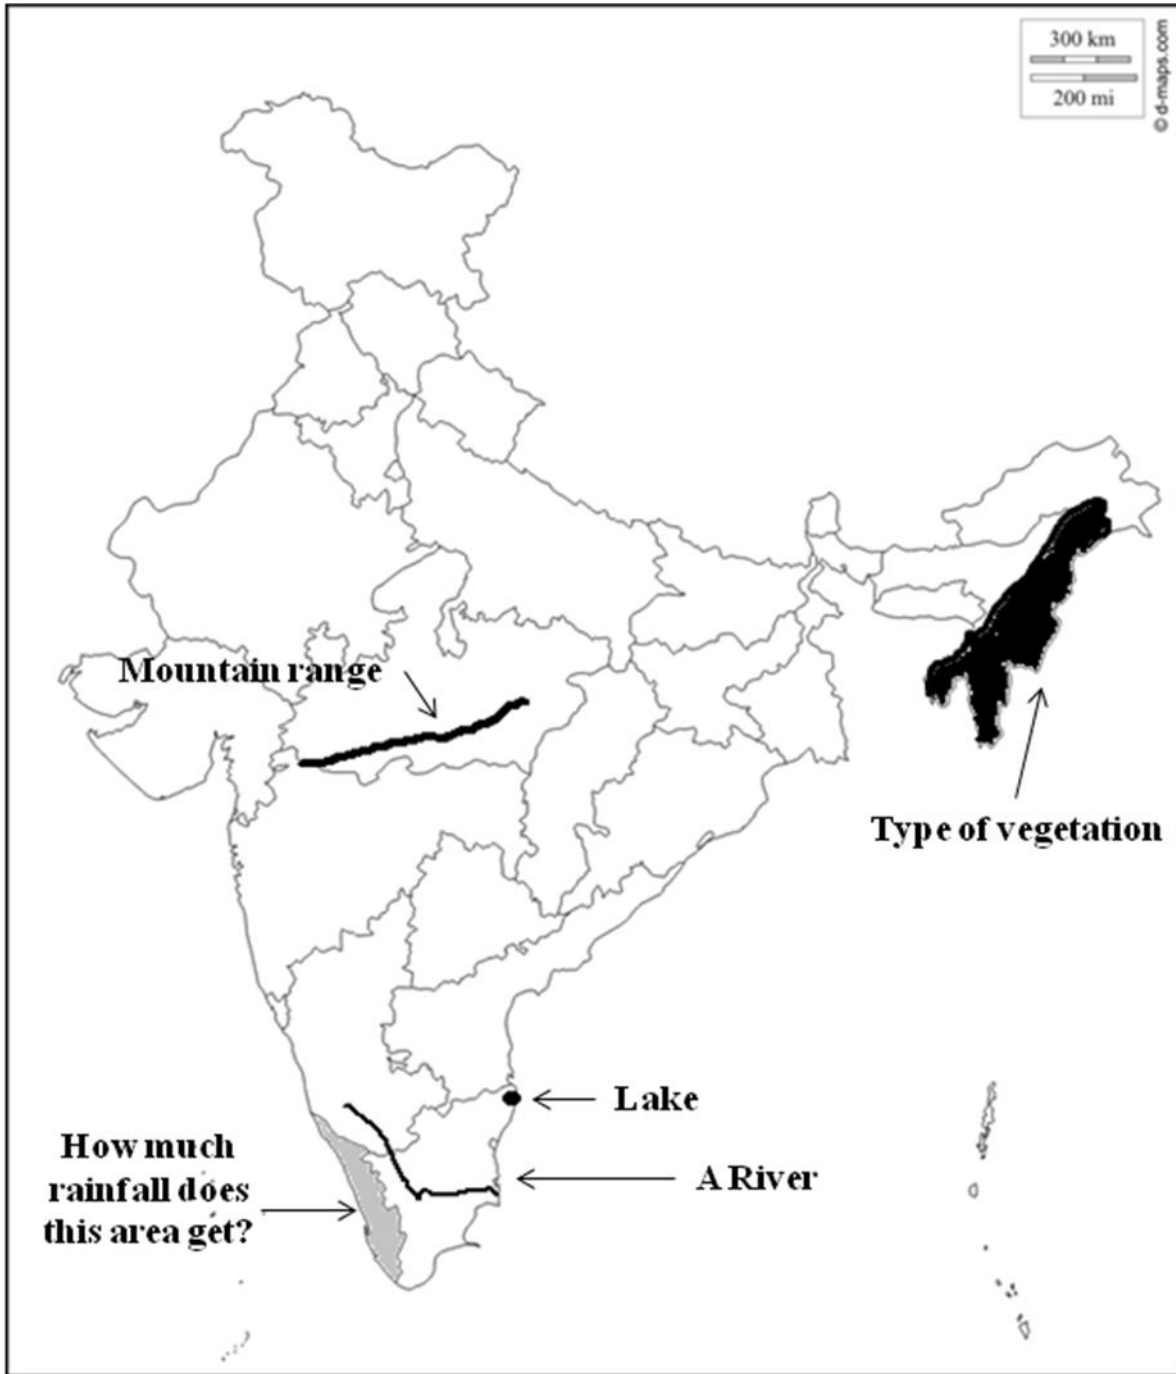 300 km
200 mi
© d-maps.com
Mountain range
Type of vegetation
Lake
How much
rainfall does
this area get?
A River